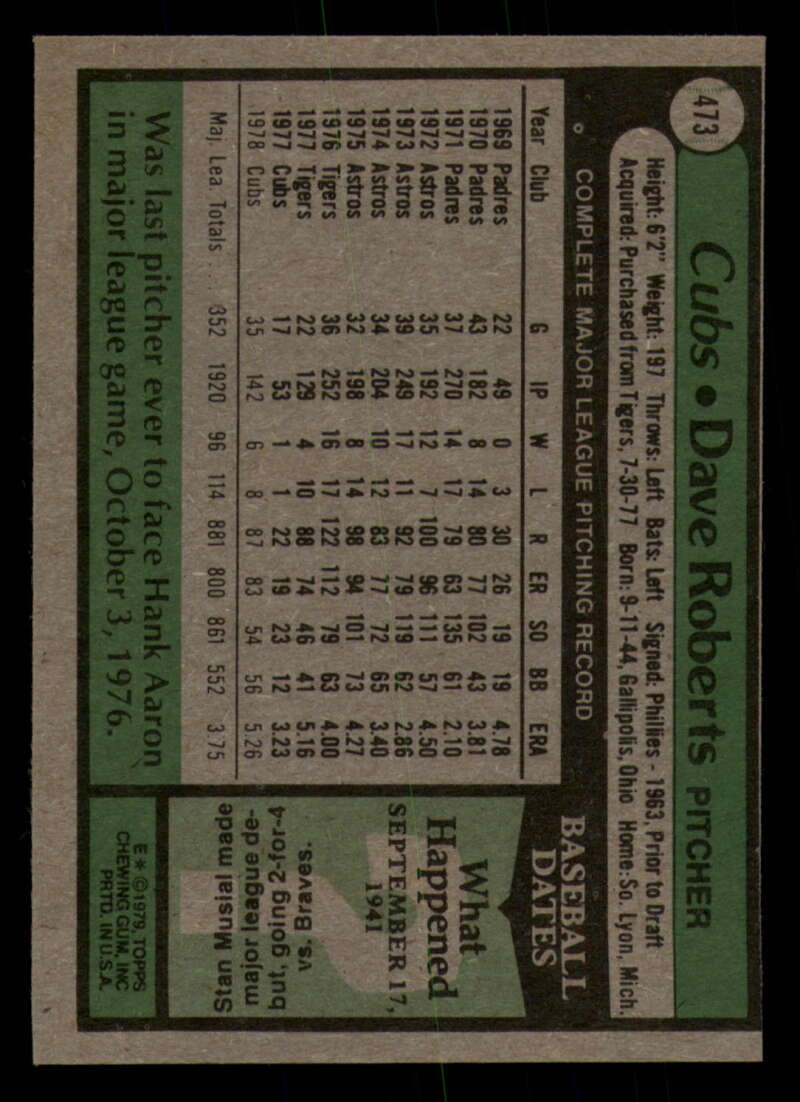 473
Cubs • Dave Roberts PITCHER
Height: 6'2" Weight: 197 Throws: Left Bats: Left Signed: Phillies - 1963, Prior to Draft
Acquired: Purchased from Tigers, 7-30-77 Born: 9-11-44, Gallipolis, Ohio Home: So. Lyon, Mich.
COMPLETE MAJOR LEAGUE PITCHING RECORD
Year Club G IP W L R ER SO BB ERA
1969 Padres 22 49 0 3 30 26 19 19 4.78
1970 Padres 43 182 8 14 80 77 102 43 3.81
1971 Padres 37 270 14 17 79 63 135 61 2.10
1972 Astros 35 192 12 7 100 96 111 57 4.50
1973 Astros 39 249 17 11 92 79 119 62 2.86
1974 Astros 34 204 10 12 83 77 72 65 3.40
1975 Astros 32 198 8 14 98 94 101 73 4.27
1976 Tigers 36 252 16 17 122 112 79 63 4.00
1977 Tigers 22 129 4 10 88 74 46 41 5.16
1977 Cubs 17 53 1 1 22 19 23 12 3.23
1978 Cubs 35 142 6 8 87 83 54 56 5.26
Maj. Lea. Totals . . 352 1920 96 114 881 800 861 552 3.75
Was last pitcher ever to face Hank Aaron
in major league game, October 3, 1976.
BASEBALL
DATES
What
Happened
SEPTEMBER 17,
1941
Stan Musial made
major league de-
but, going 2-for-4
vs. Braves.
E * © 1979, TOPPS
CHEWING GUM, INC
PRTD. IN U.S.A.